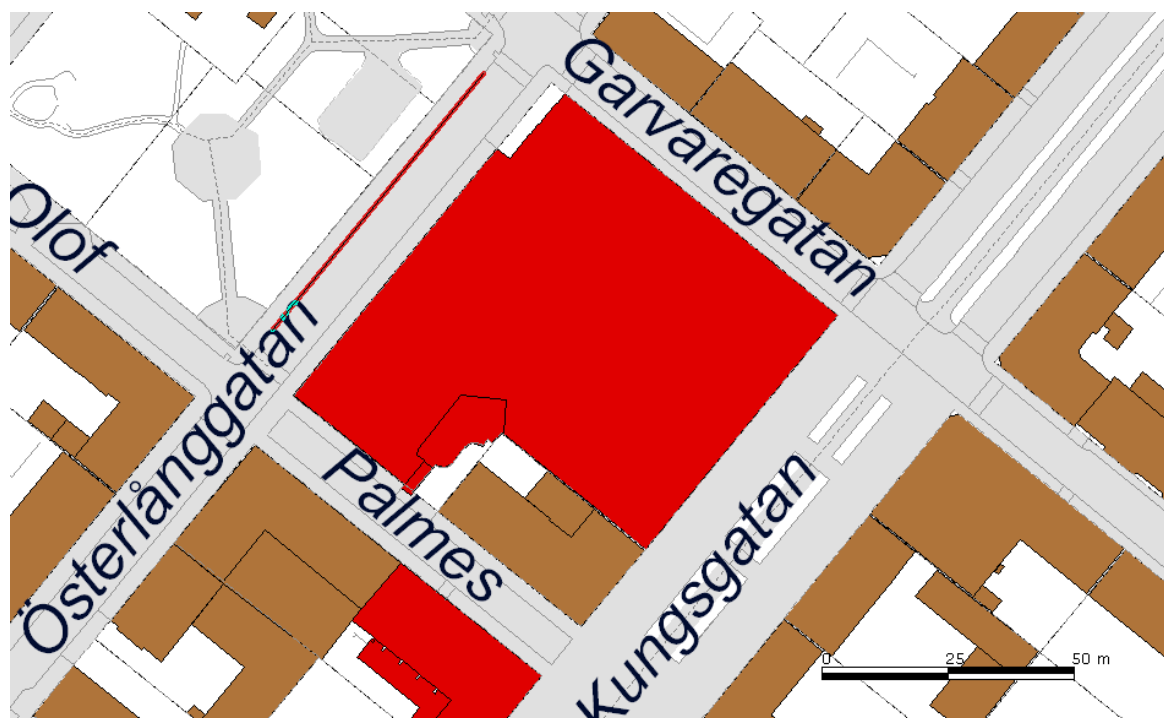 Garvaregatan
Olof
Österlånggatan
Palmes
Kungsgatan
0 25 50 m